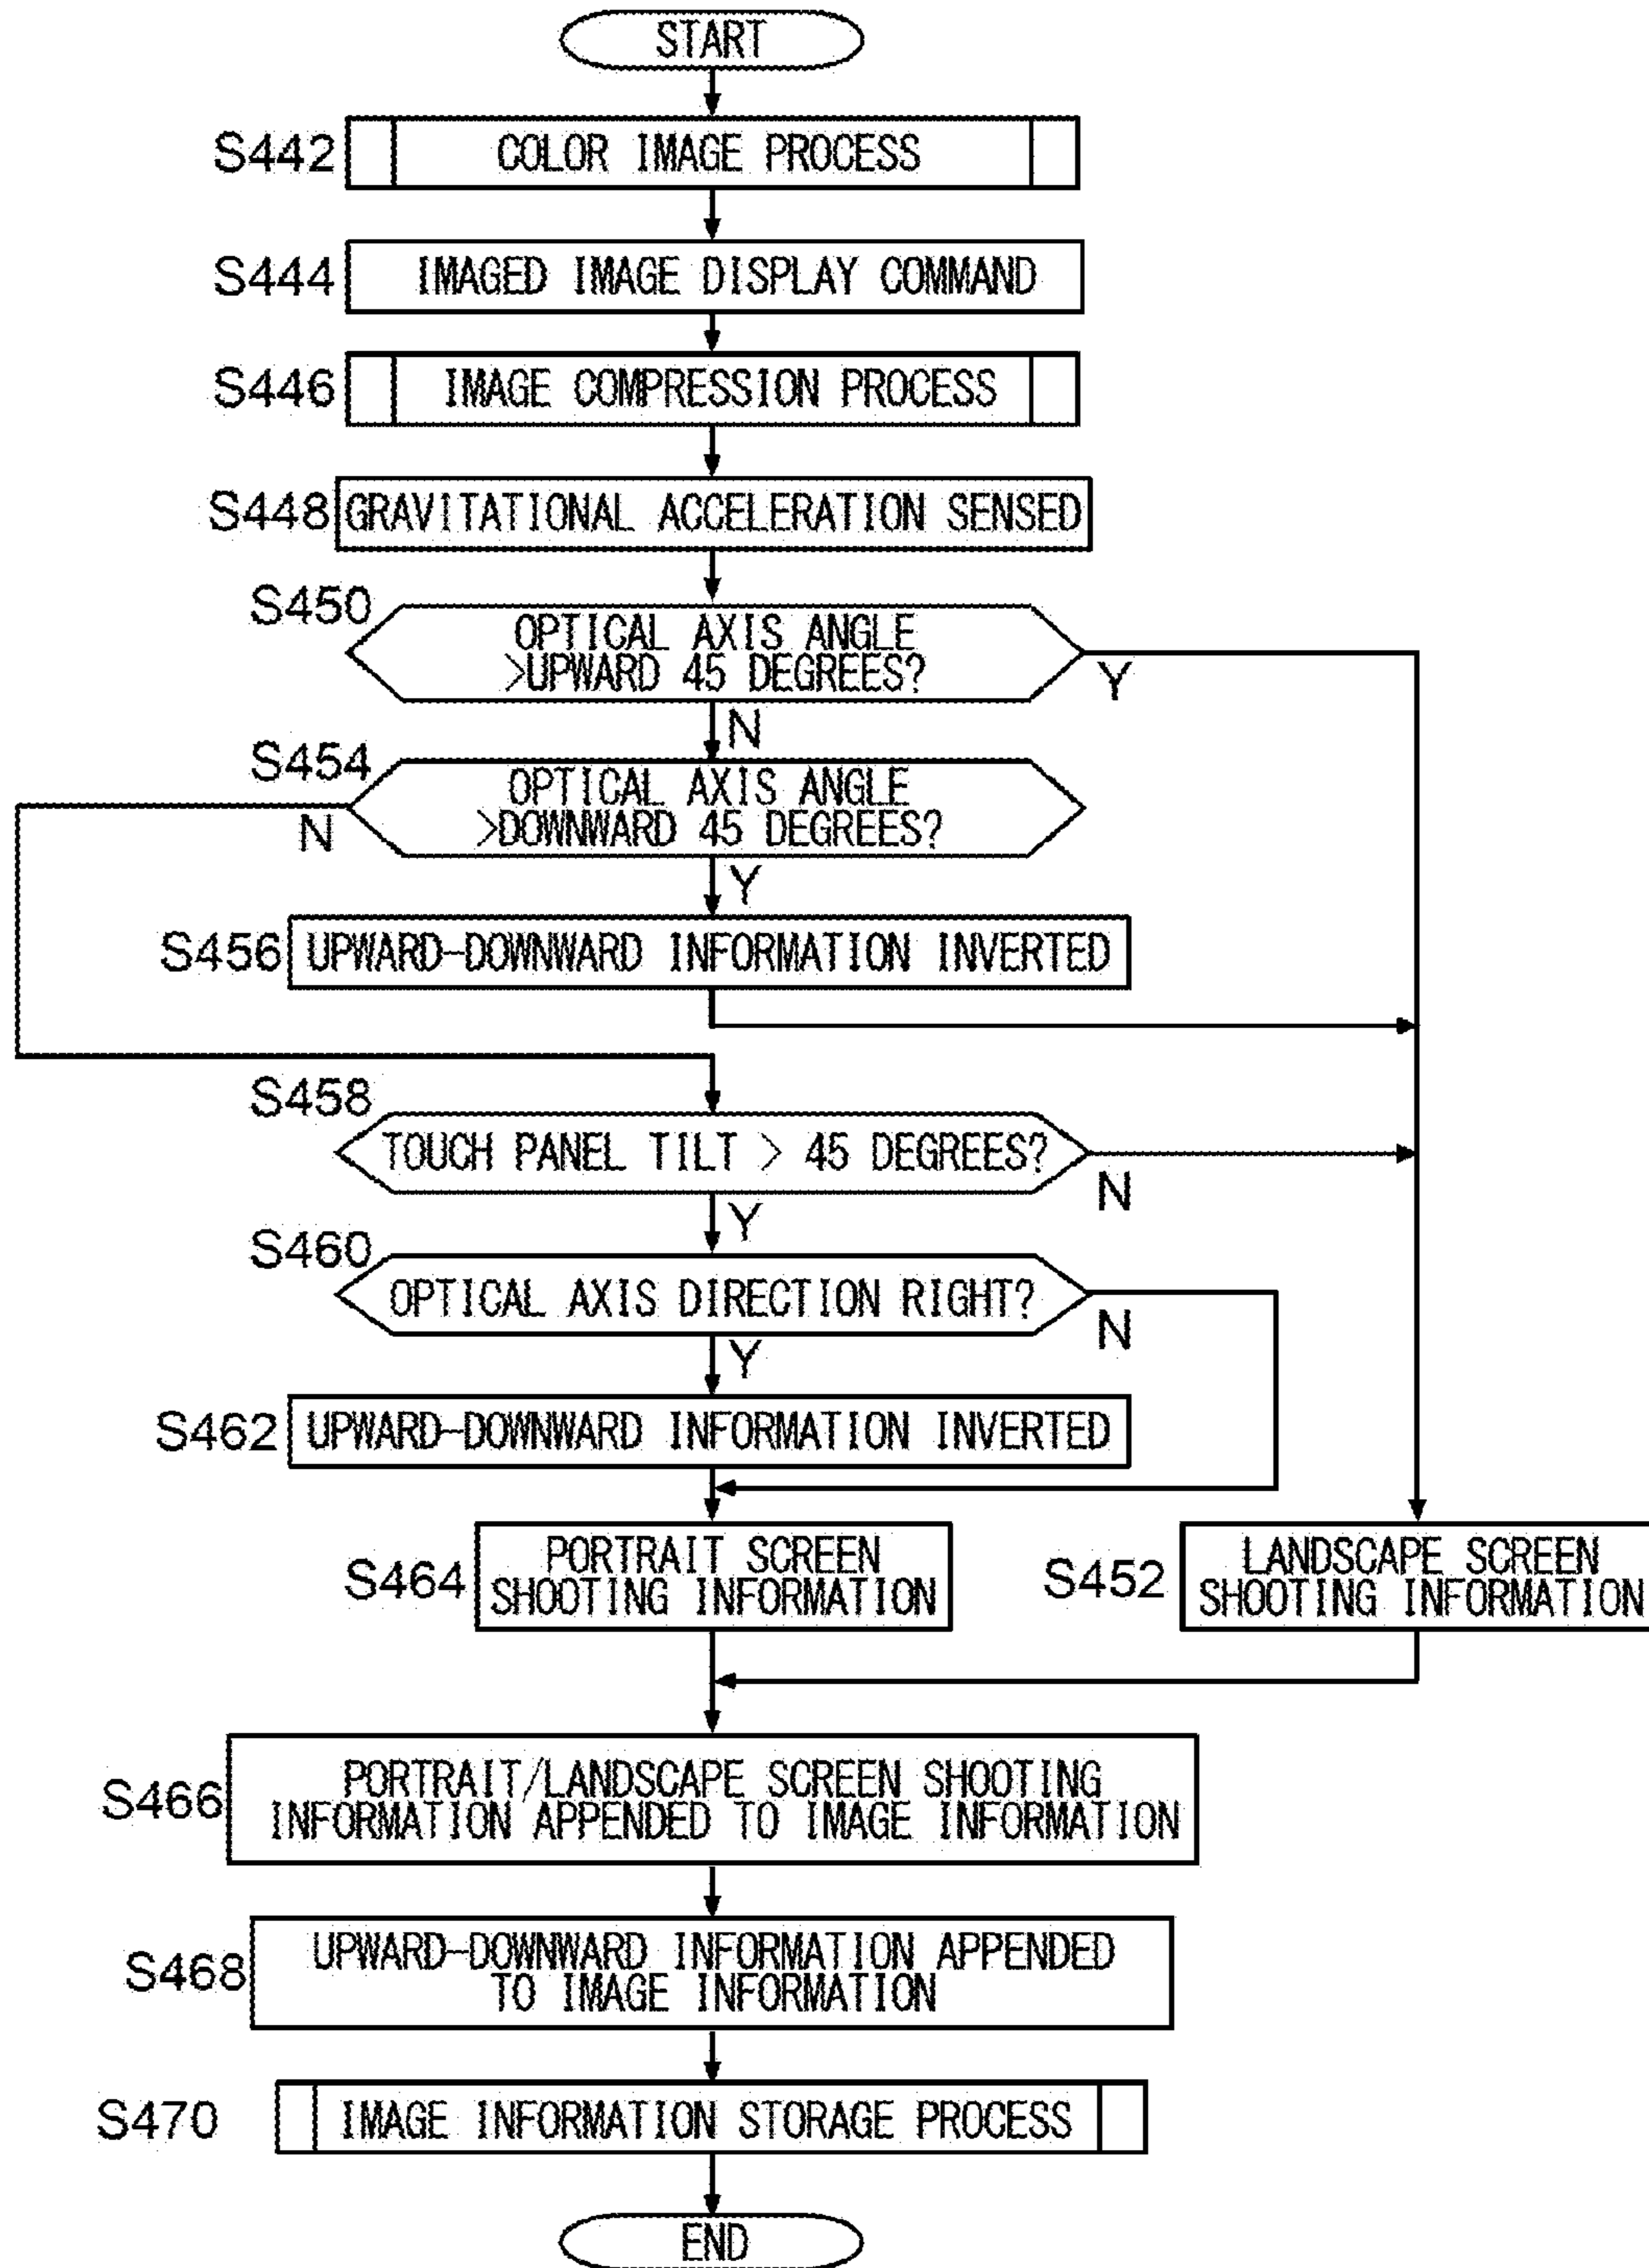 START
S442 COLOR IMAGE PROCESS
S444 IMAGED IMAGE DISPLAY COMMAND
S446 IMAGE COMPRESSION PROCESS
S448 GRAVITATIONAL ACCELERATION SENSED
S450
OPTICAL AXIS ANGLE
>UPWARD 45 DEGREES?
Y
N
S454
OPTICAL AXIS ANGLE
>DOWNWARD 45 DEGREES?
N
Y
S456 UPWARD-DOWNWARD INFORMATION INVERTED
S458
TOUCH PANEL TILT > 45 DEGREES?
N
Y
S460
OPTICAL AXIS DIRECTION RIGHT?
N
Y
S462 UPWARD-DOWNWARD INFORMATION INVERTED
S464
PORTRAIT SCREEN
SHOOTING INFORMATION
S452
LANDSCAPE SCREEN
SHOOTING INFORMATION
S466
PORTRAIT/LANDSCAPE SCREEN SHOOTING
INFORMATION APPENDED TO IMAGE INFORMATION
S468
UPWARD-DOWNWARD INFORMATION APPENDED
TO IMAGE INFORMATION
S470 IMAGE INFORMATION STORAGE PROCESS
END